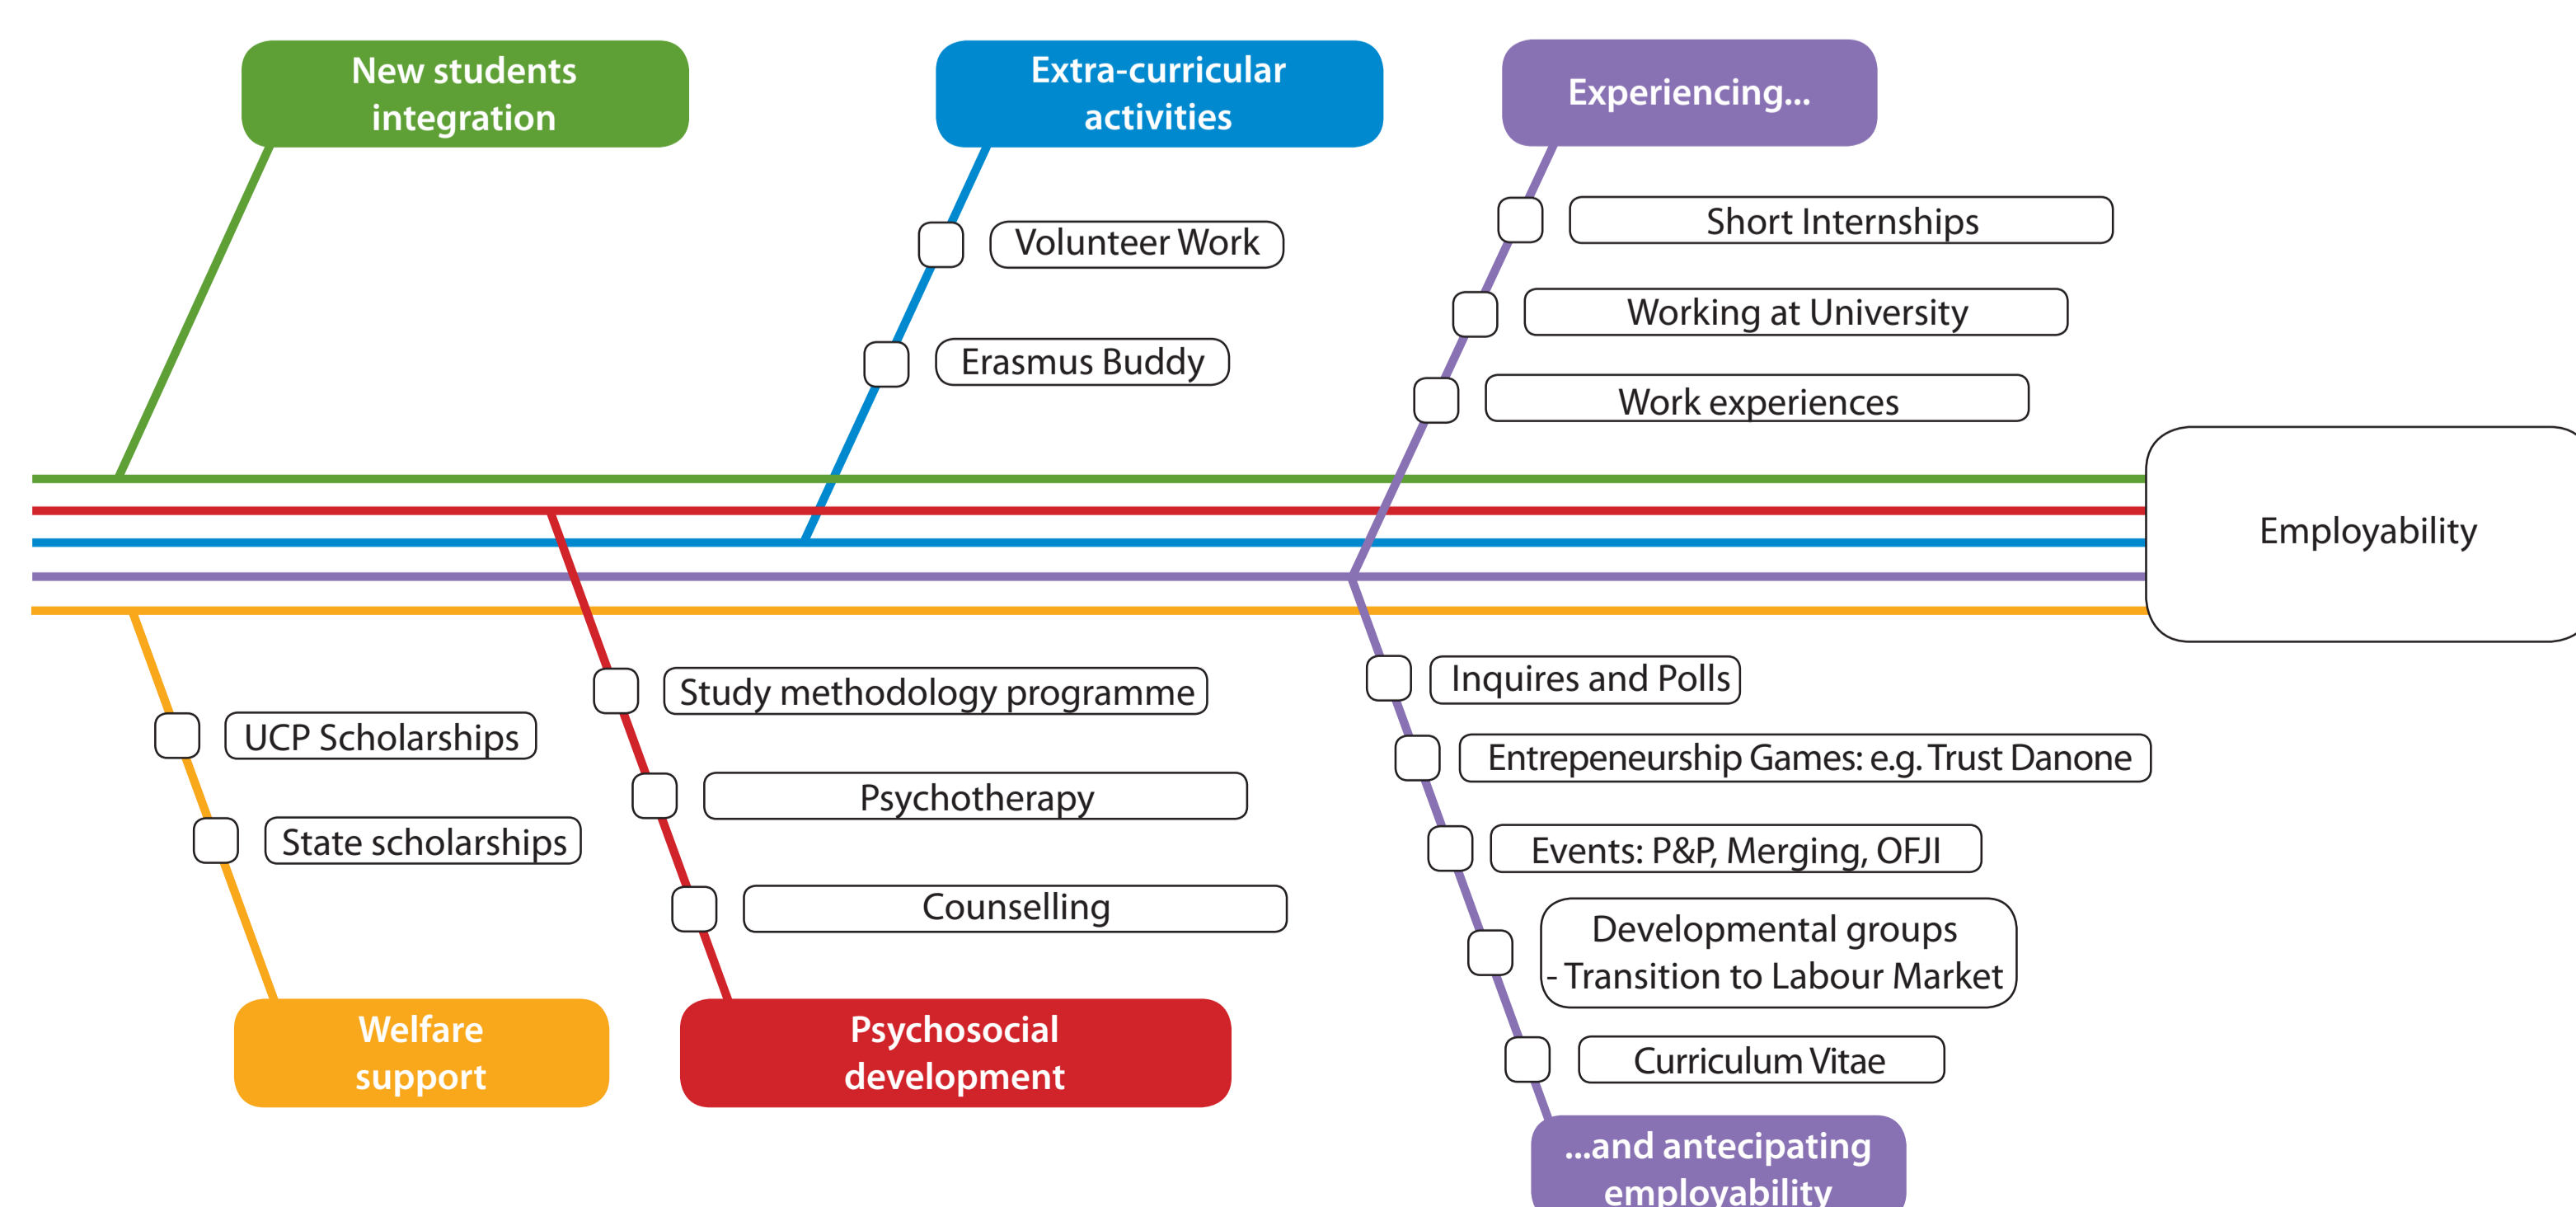 New students
integration
Extra-curricular
activities
Experiencing...
Volunteer Work
Erasmus Buddy
Short Internships
Working at University
Work experiences
Employability
UCP Scholarships
State scholarships
Welfare
support
Study methodology programme
Psychotherapy
Counselling
Psychosocial
development
Inquires and Polls
Entrepeneurship Games: e.g. Trust Danone
Events: P&P, Merging, OFJI
Developmental groups
- Transition to Labour Market
Curriculum Vitae
...and antecipating
employability